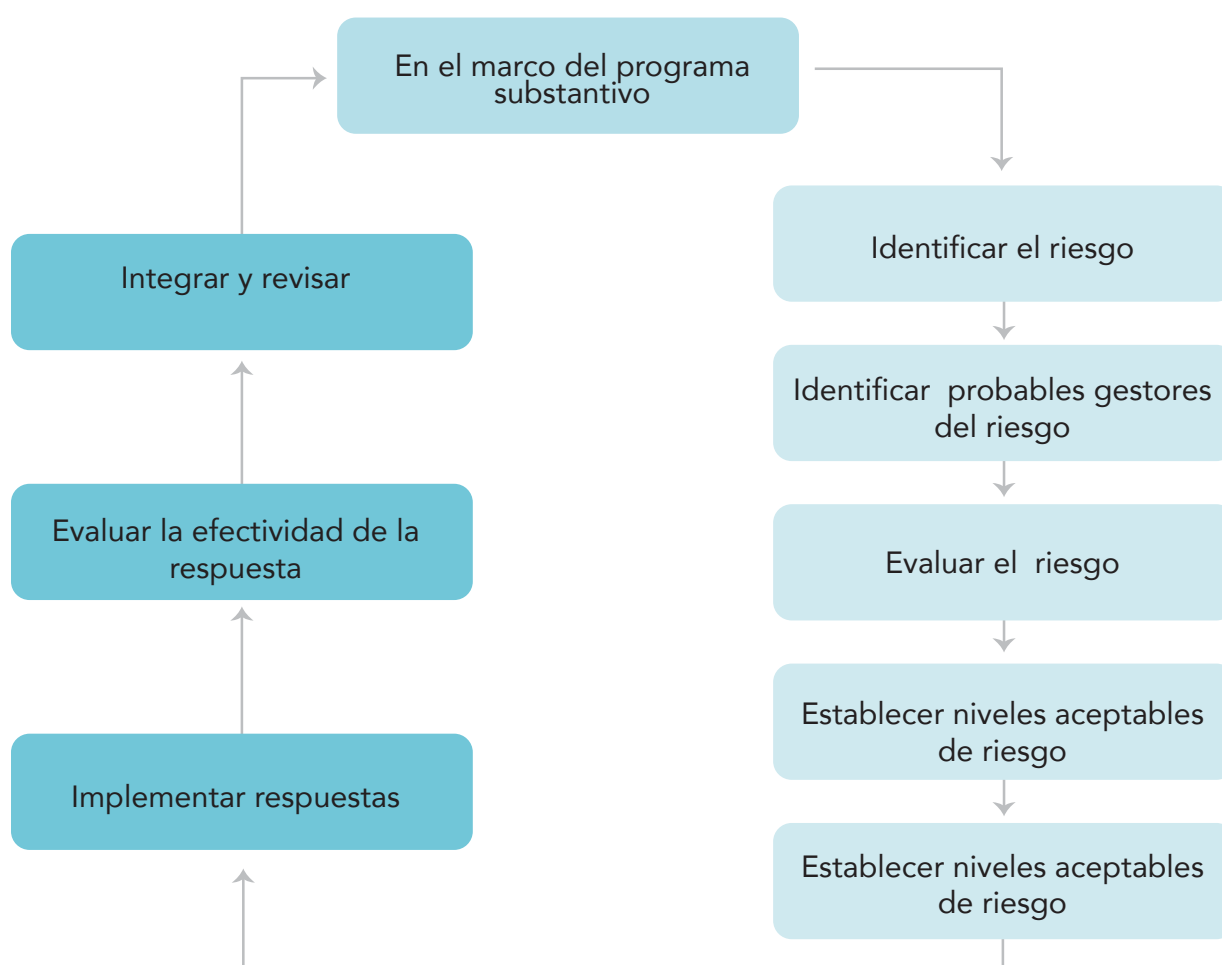 En el marco del programa
substantivo
Identificar el riesgo
Identificar probables gestores
del riesgo
Evaluar el riesgo
Establecer niveles aceptables
de riesgo
Establecer niveles aceptables
de riesgo
Implementar respuestas
Evaluar la efectividad de la
respuesta
Integrar y revisar